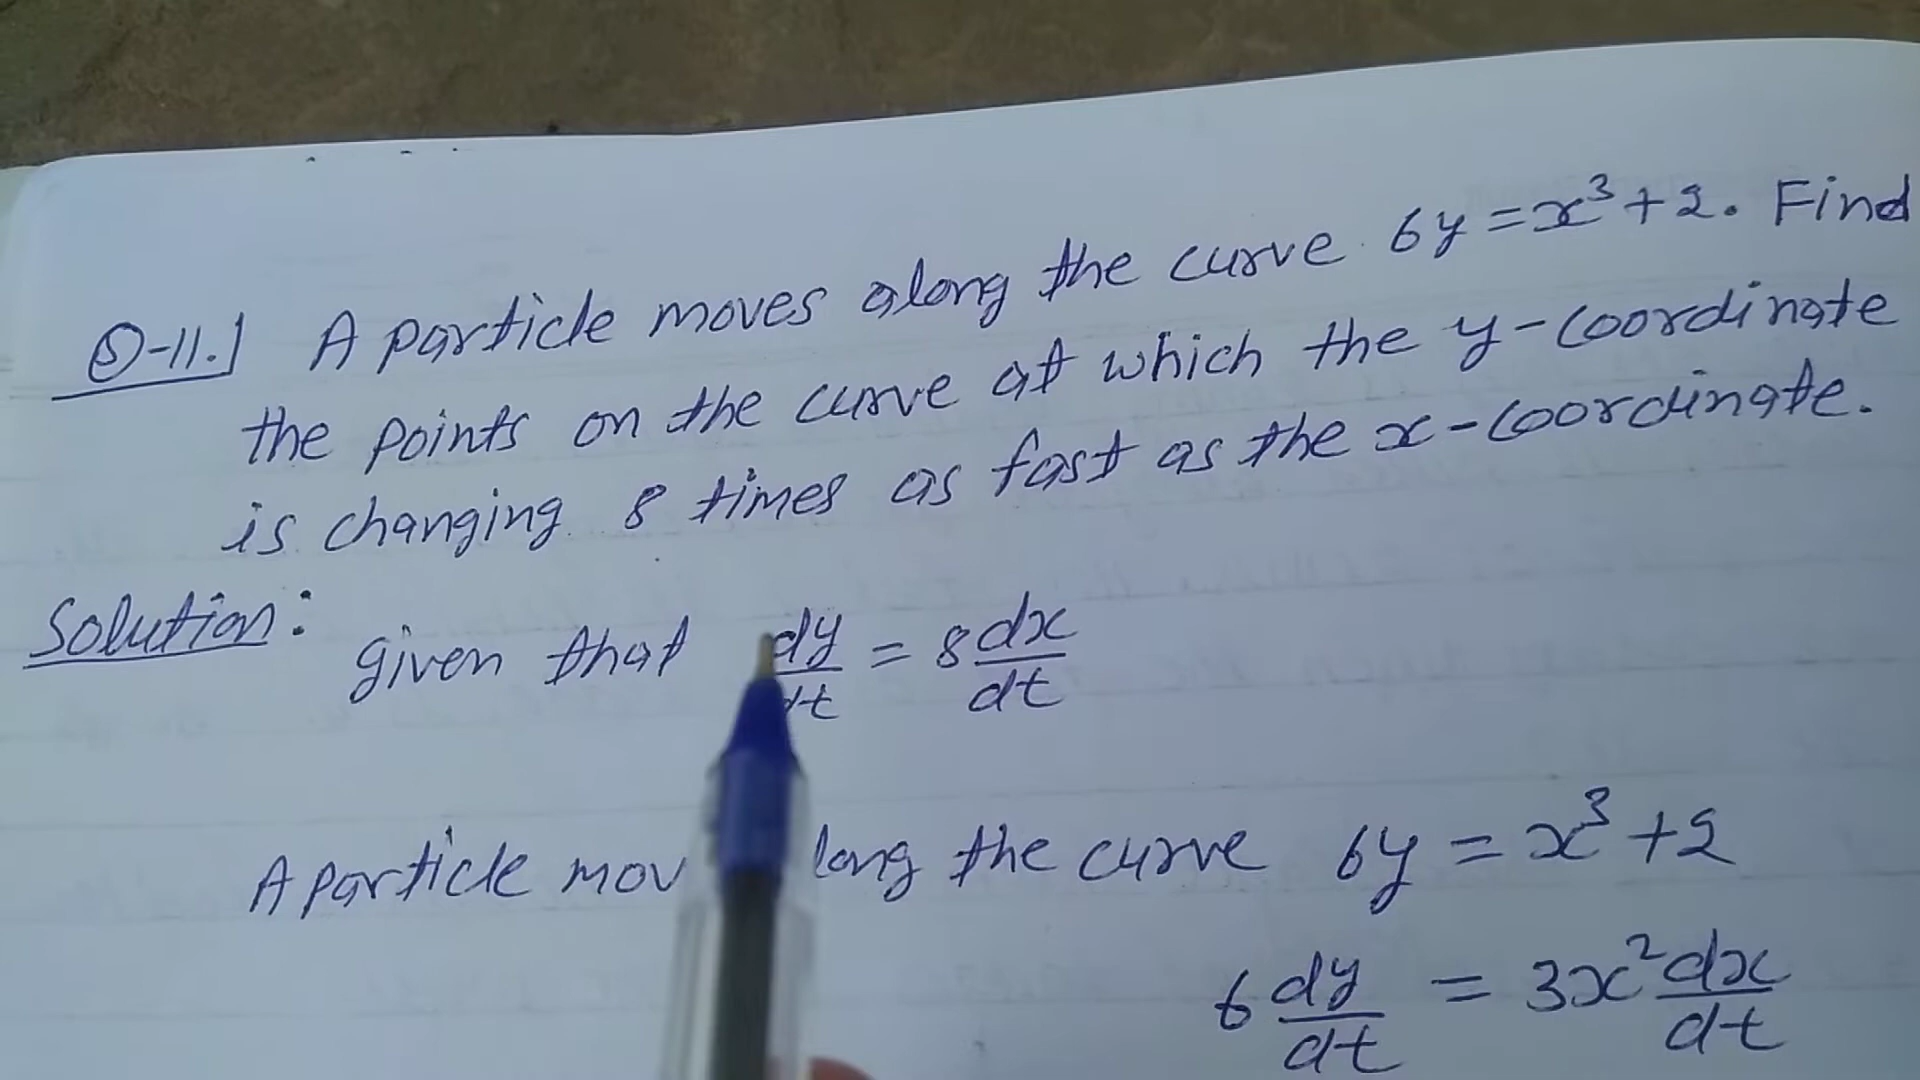 Q-11.] A particle moves along the curve 6y = x³ + 2. Find
the points on the curve at which the y-coordinate
is changing 8 times as fast as the x-coordinate.
Solution: given that dy/dt = 8 dx/dt
A particle mov long the curve 6y = x³ + 2
6 dy/dt = 3x² dx/dt